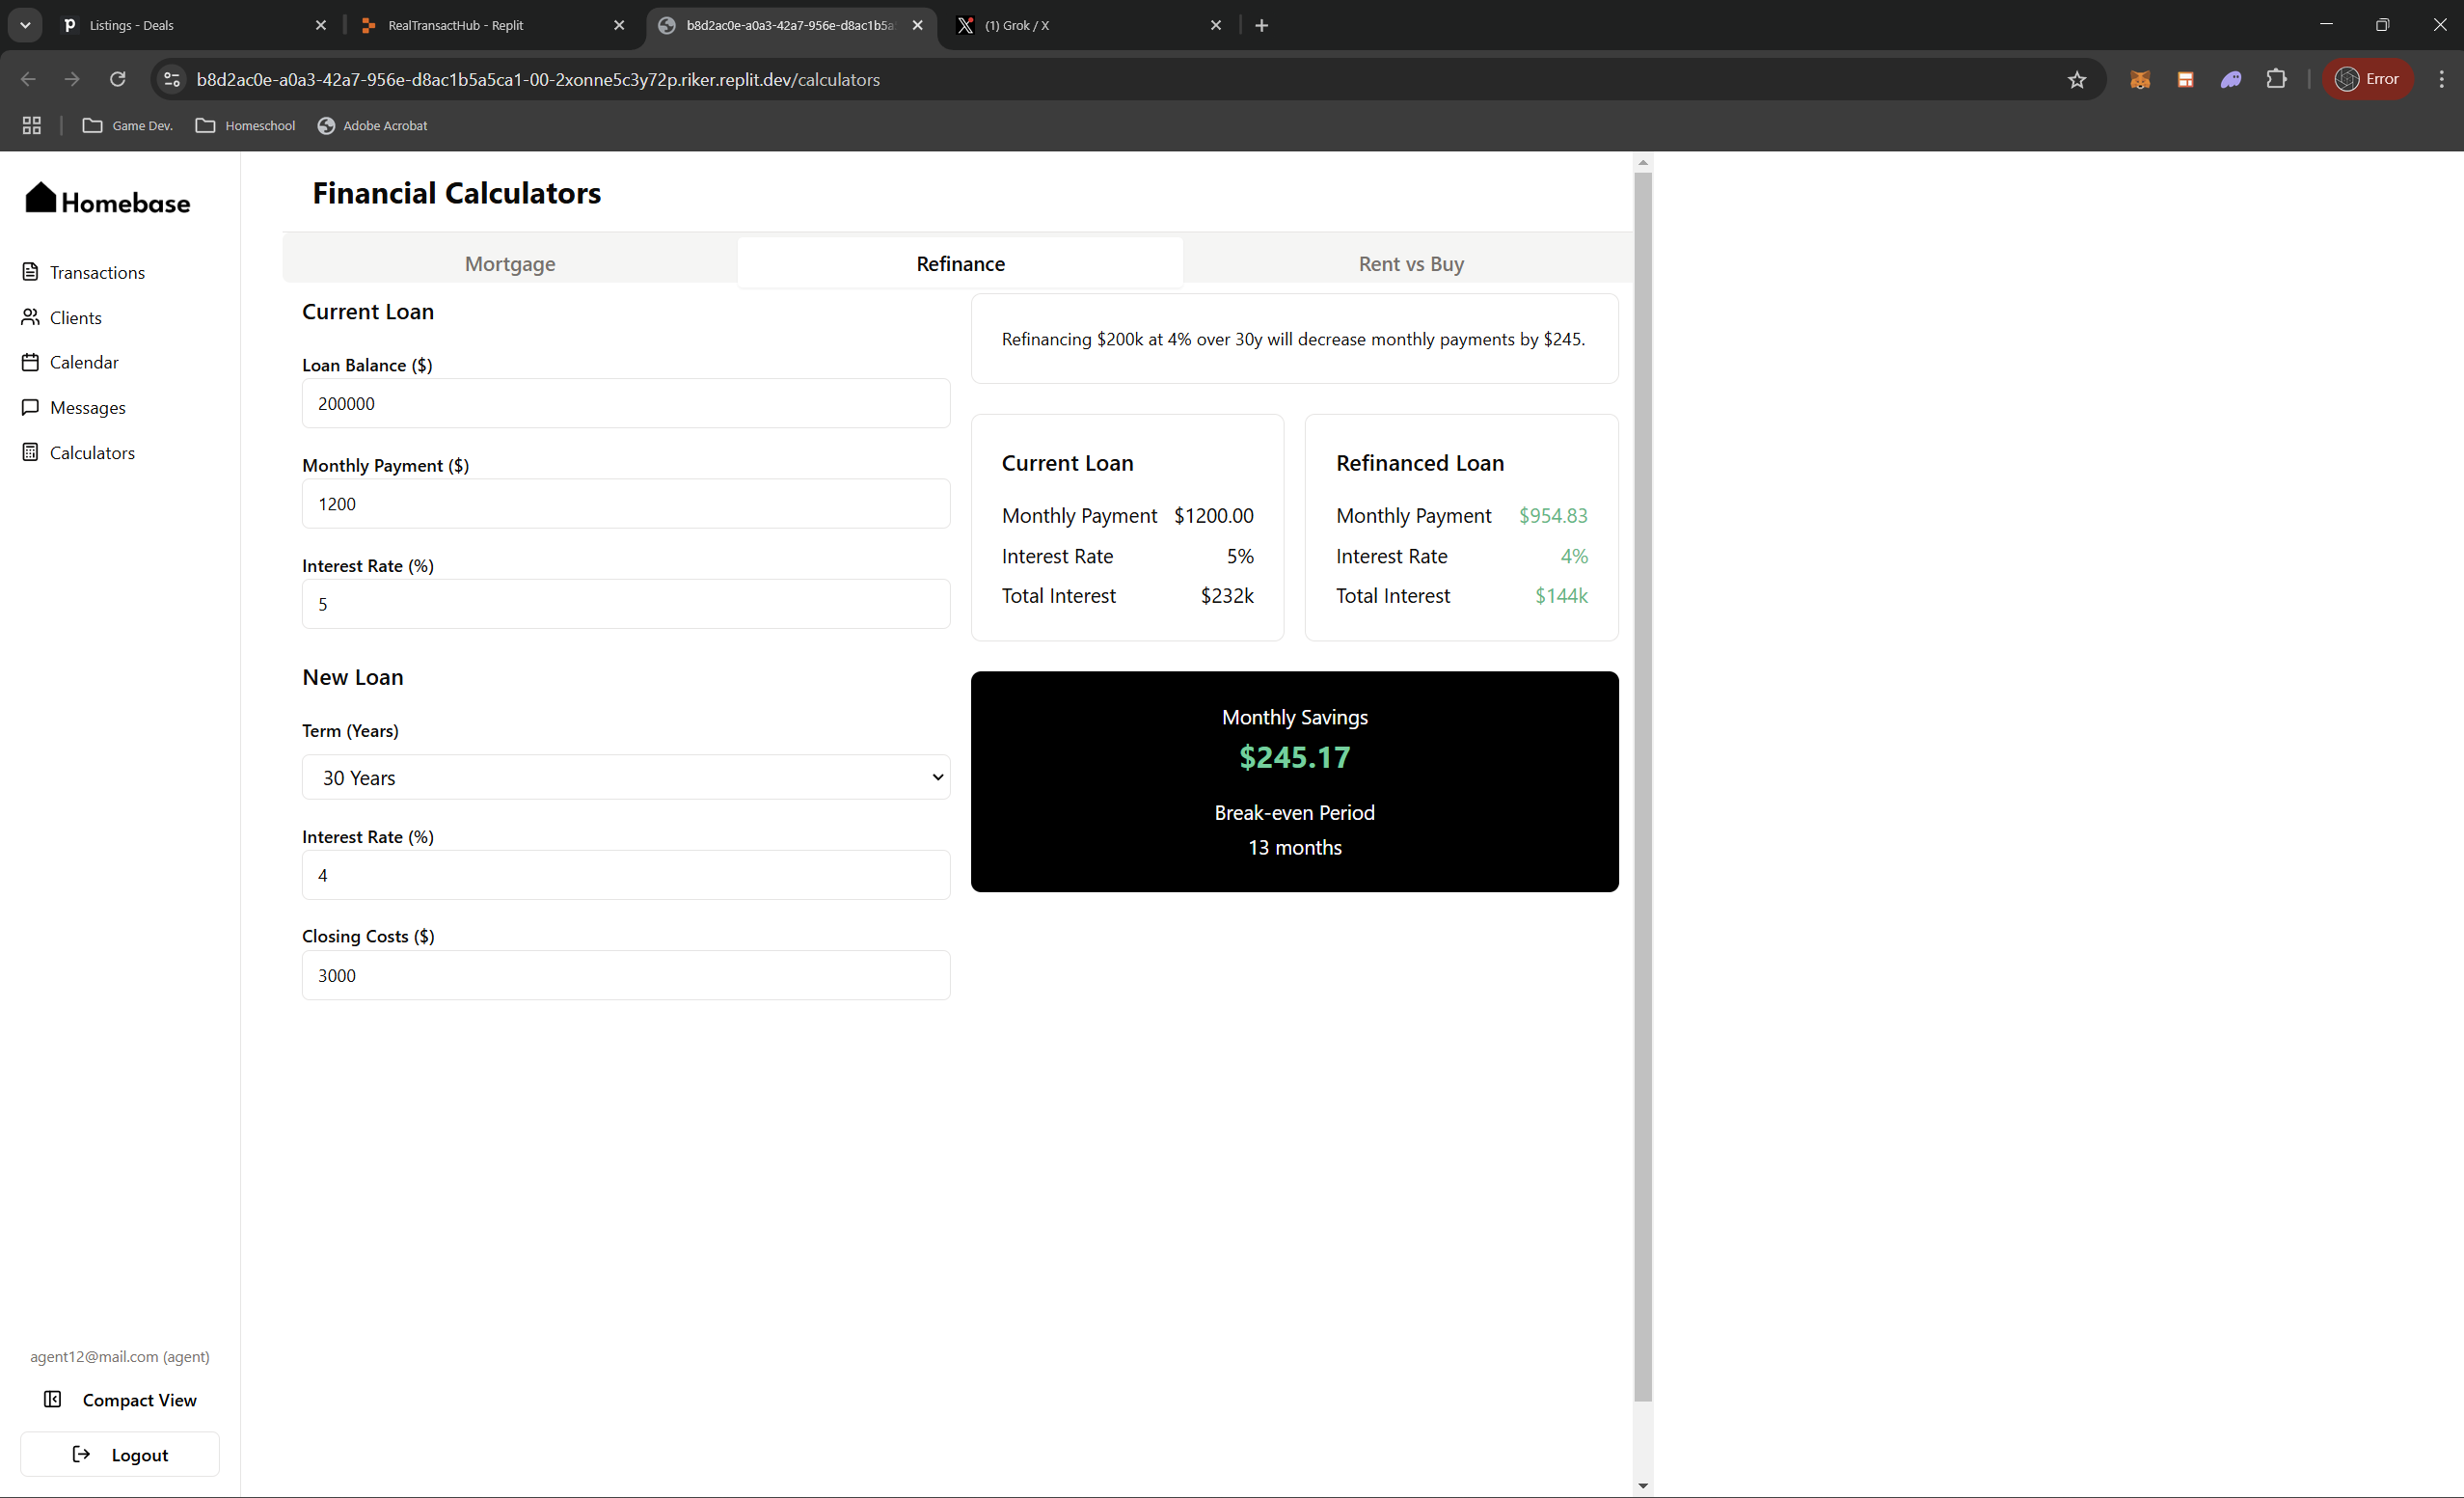 Listings - Deals
RealTransactHub - Replit
b8d2ac0e-a0a3-42a7-956e-d8ac1b5a
(1) Grok / X
b8d2ac0e-a0a3-42a7-956e-d8ac1b5a5ca1-00-2xonne5c3y72p.riker.replit.dev/calculators
Error
Game Dev.
Homeschool
Adobe Acrobat
Homebase
Transactions
Clients
Calendar
Messages
Calculators
agent12@mail.com (agent)
Compact View
Logout
Financial Calculators
Mortgage
Refinance
Rent vs Buy
Current Loan
Loan Balance ($)
200000
Monthly Payment ($)
1200
Interest Rate (%)
5
New Loan
Term (Years)
30 Years
Interest Rate (%)
4
Closing Costs ($)
3000
Refinancing $200k at 4% over 30y will decrease monthly payments by $245.
Current Loan
Monthly Payment $1200.00
Interest Rate 5%
Total Interest $232k
Refinanced Loan
Monthly Payment $954.83
Interest Rate 4%
Total Interest $144k
Monthly Savings
$245.17
Break-even Period
13 months